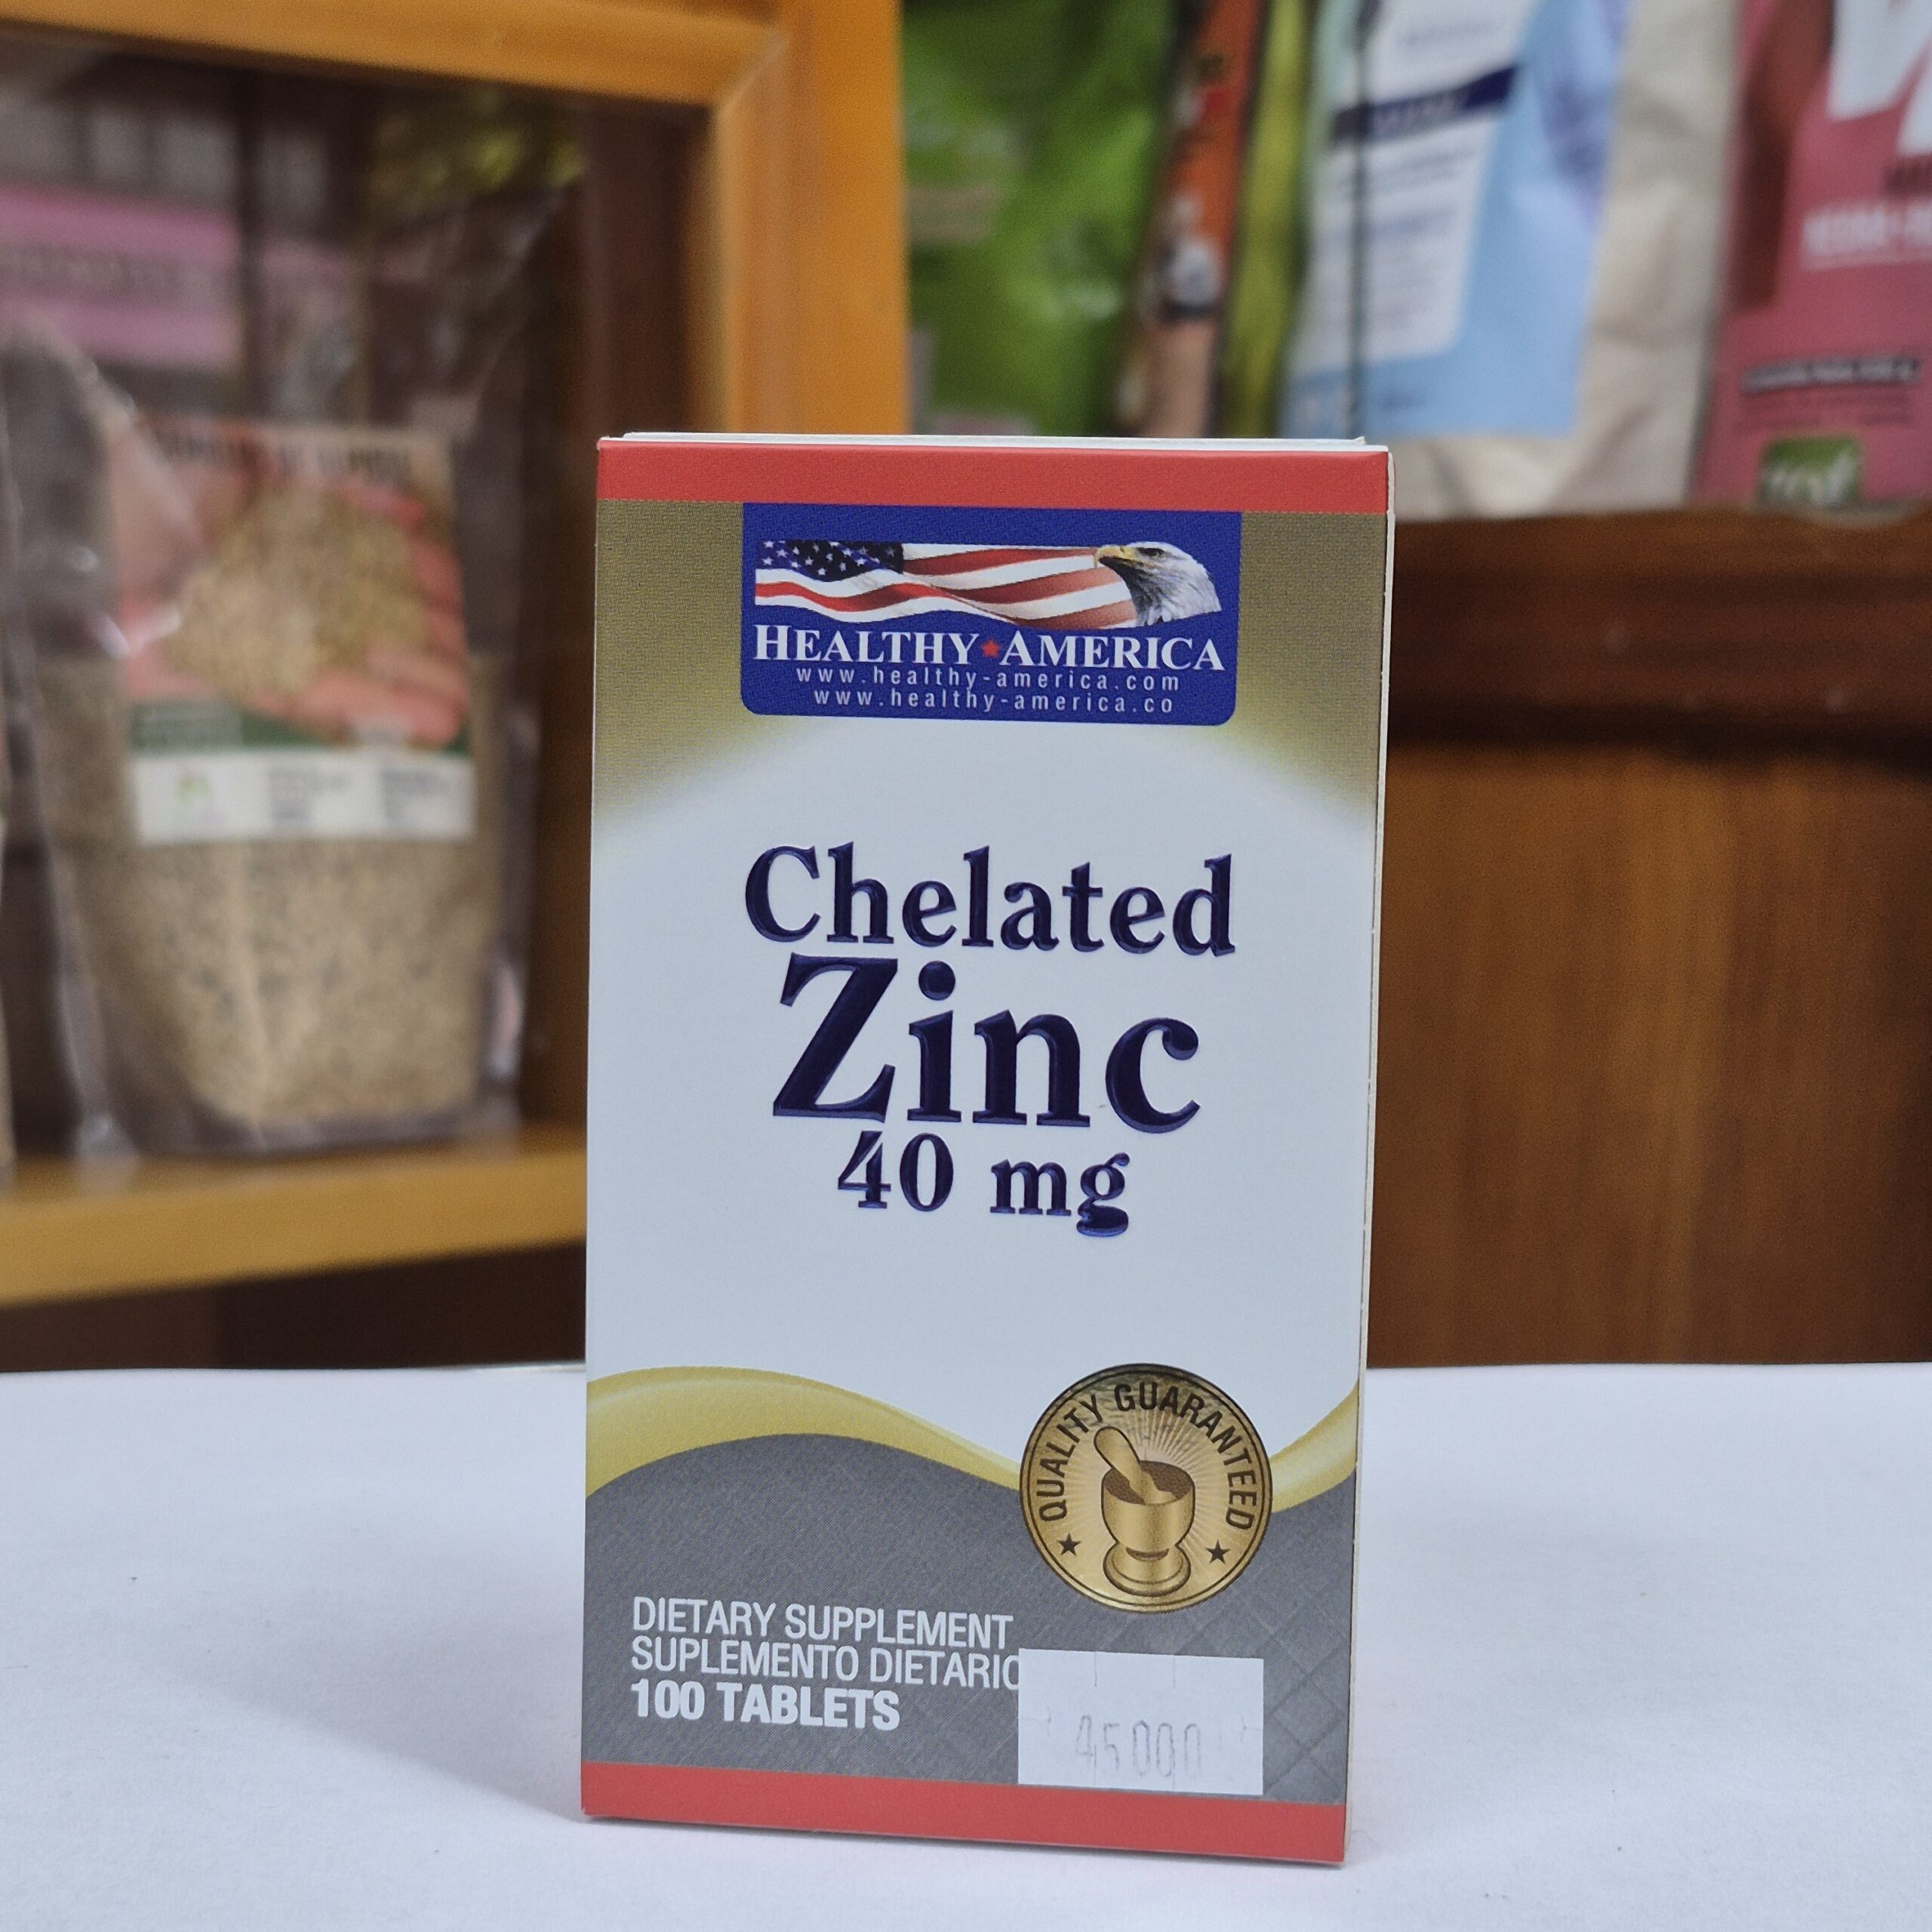 HEALTHY★AMERICA
www.healthy-america.com
www.healthy-america.co
Chelated
Zinc
40 mg
QUALITY GUARANTEED
DIETARY SUPPLEMENT
SUPLEMENTO DIETARIO
100 TABLETS
45000